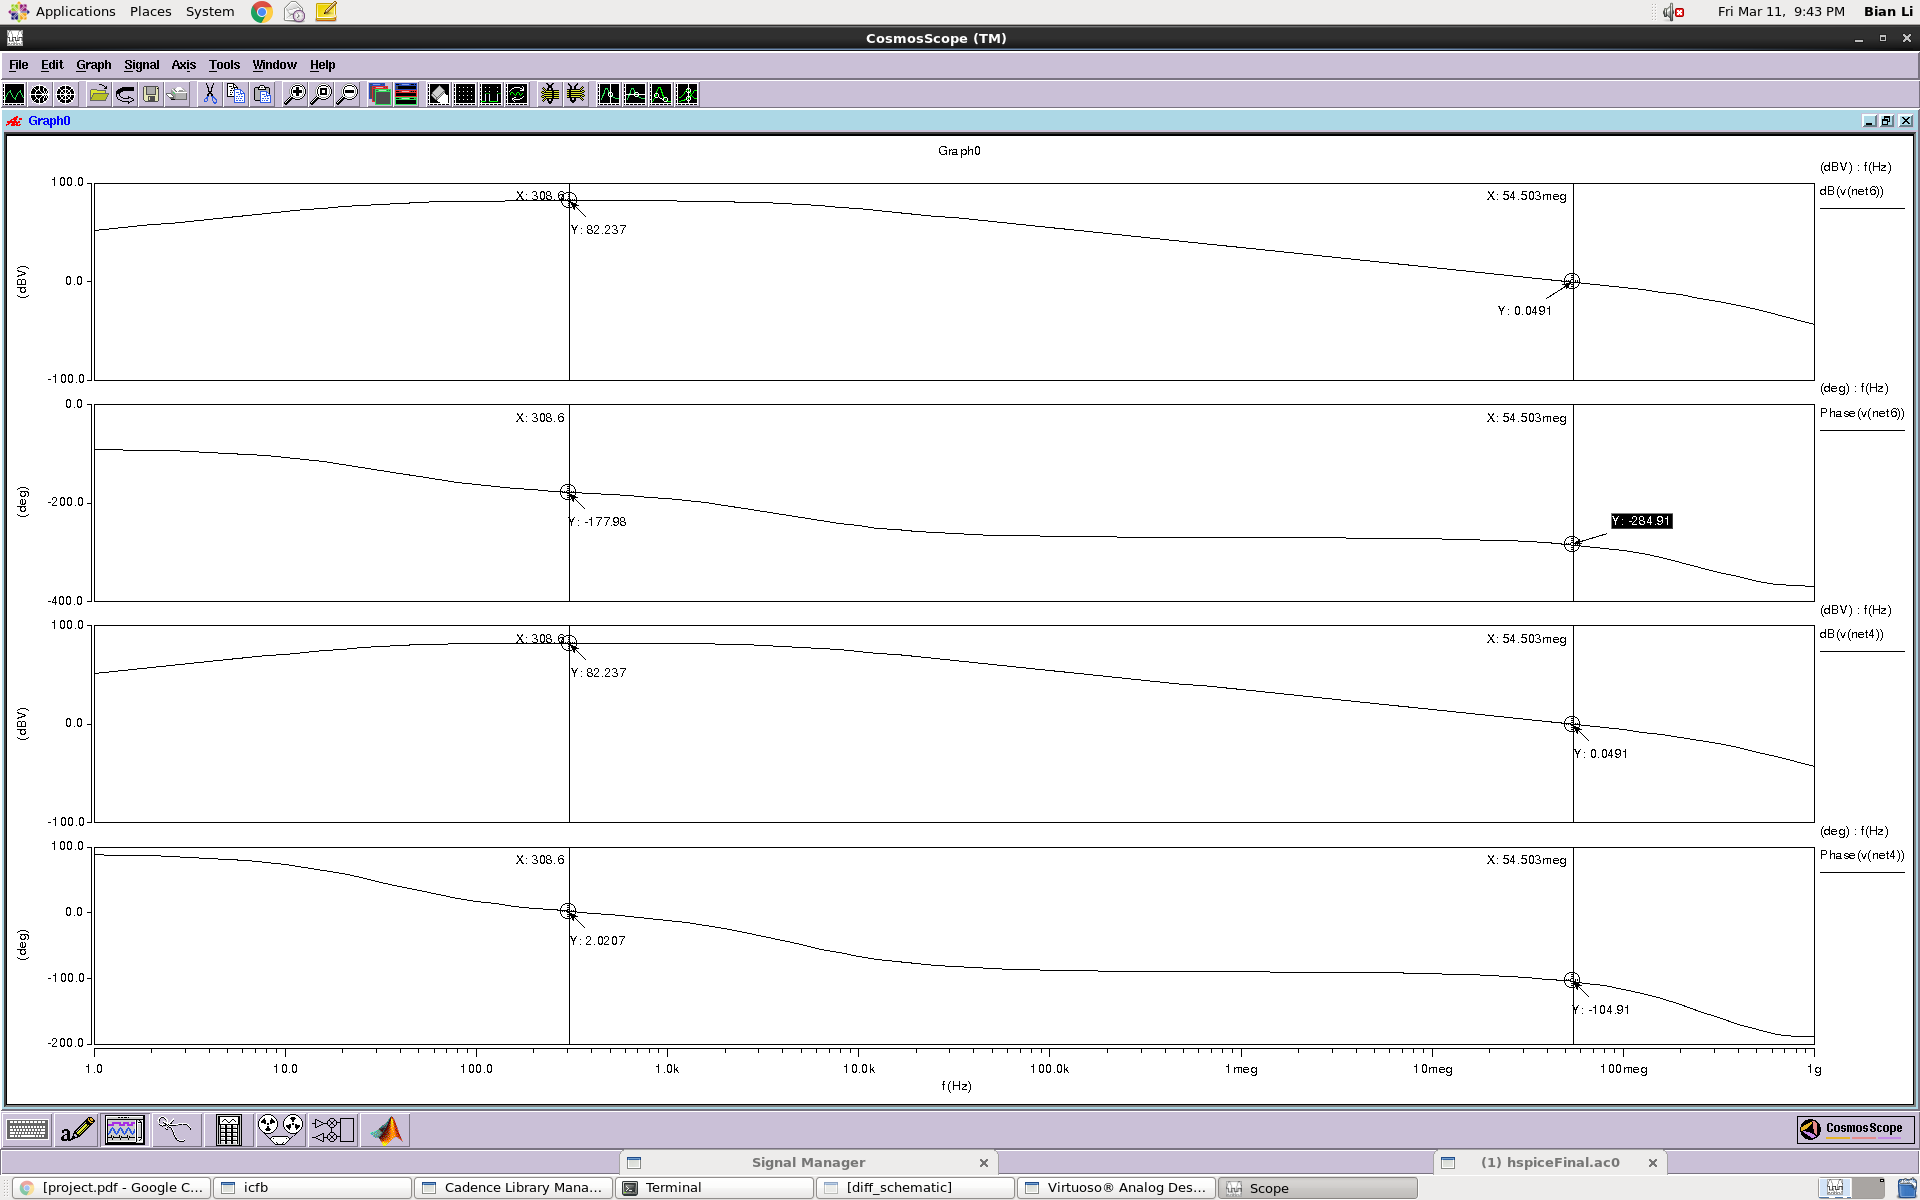 Applications Places System
Fri Mar 11, 9:43 PM Bian Li
CosmosScope (TM)
File Edit Graph Signal Axis Tools Window Help
Graph0
Graph0
(dBV) : f(Hz)
dB(v(net6))
100.0
0.0
-100.0
(dBV)
X: 308.6
Y: 82.237
X: 54.503meg
Y: 0.0491
(deg) : f(Hz)
Phase(v(net6))
0.0
-200.0
-400.0
(deg)
X: 308.6
Y: -177.98
X: 54.503meg
Y: -284.91
(dBV) : f(Hz)
dB(v(net4))
100.0
0.0
-100.0
(dBV)
X: 308.6
Y: 82.237
X: 54.503meg
Y: 0.0491
(deg) : f(Hz)
Phase(v(net4))
100.0
0.0
-100.0
-200.0
(deg)
X: 308.6
Y: 2.0207
X: 54.503meg
Y: -104.91
1.0 10.0 100.0 1.0k 10.0k 100.0k 1meg 10meg 100meg 1g
f(Hz)
CosmosScope
Signal Manager
(1) hspiceFinal.ac0
[project.pdf - Google C... icfb Cadence Library Mana... Terminal [diff_schematic] Virtuoso® Analog Des... Scope